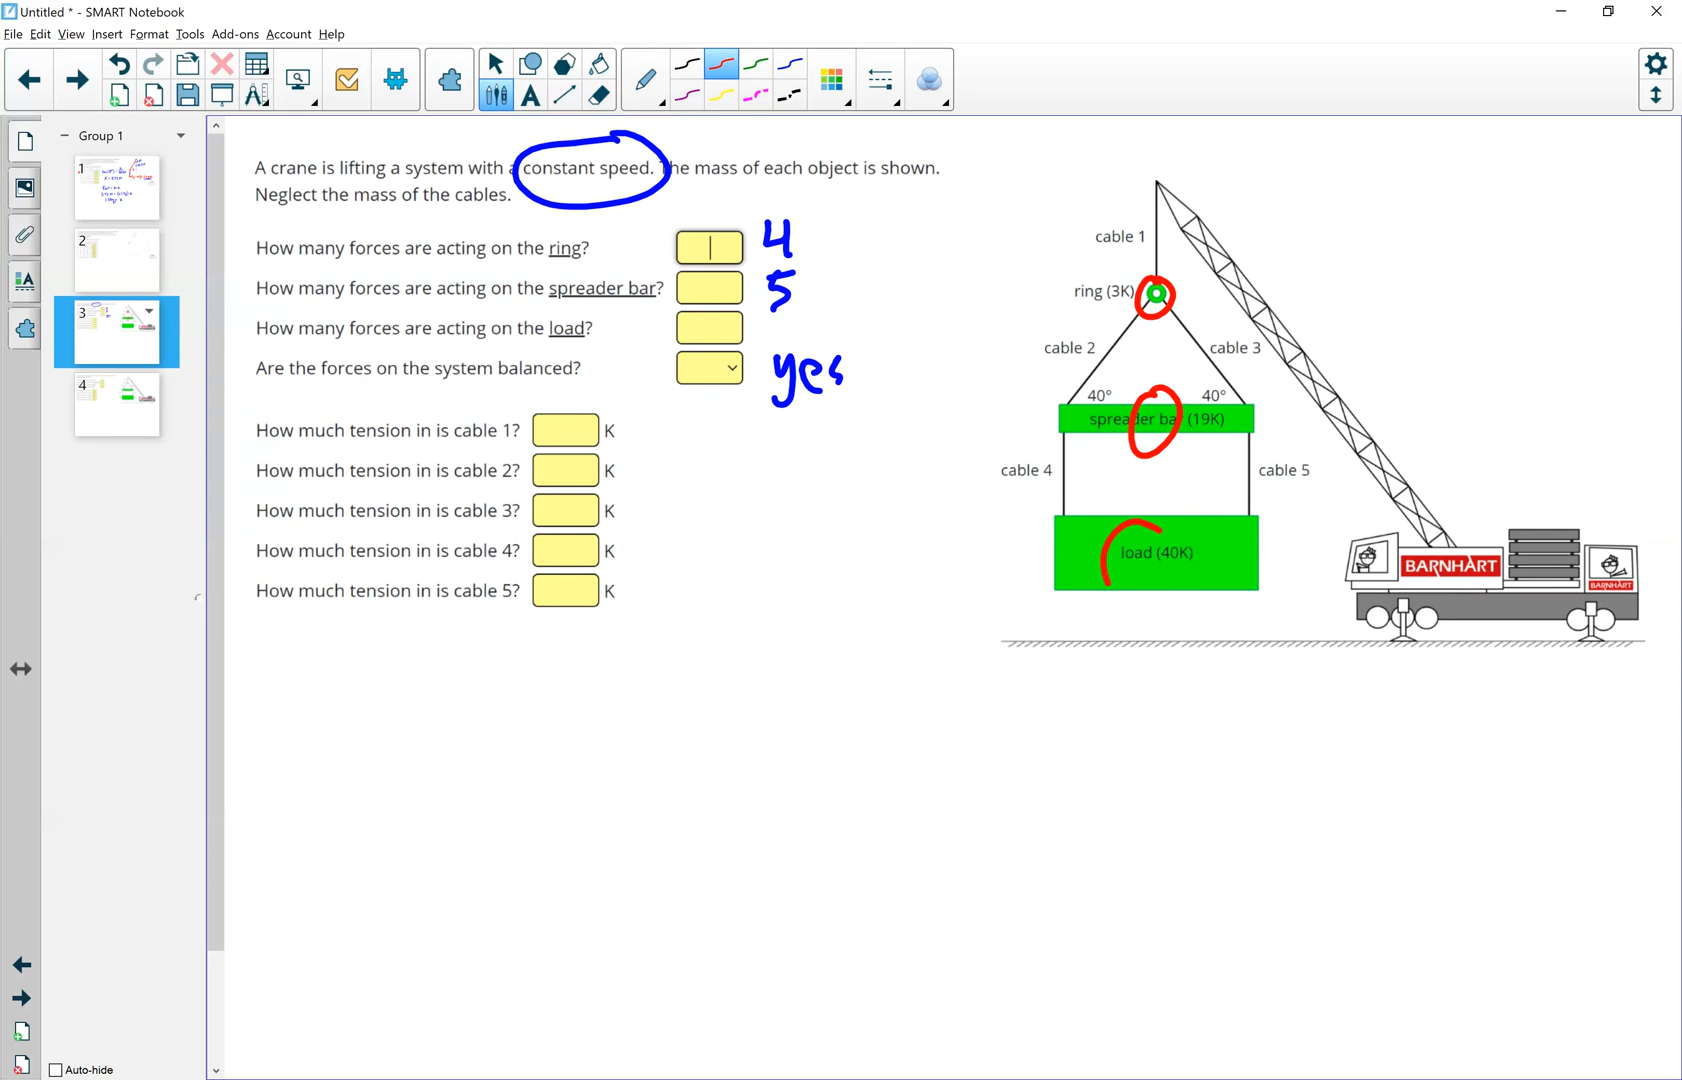 Untitled * - SMART Notebook
File Edit View Insert Format Tools Add-ons Account Help
Group 1
1
2
3
4
A crane is lifting a system with a constant speed. The mass of each object is shown.
Neglect the mass of the cables.
How many forces are acting on the ring? 4
How many forces are acting on the spreader bar? 5
How many forces are acting on the load?
Are the forces on the system balanced? yes
How much tension in is cable 1? K
How much tension in is cable 2? K
How much tension in is cable 3? K
How much tension in is cable 4? K
How much tension in is cable 5? K
cable 1
ring (3K)
cable 2 cable 3
40° 40°
spreader bar (19K)
cable 4 cable 5
load (40K)
BARNHART
BARNHART
Auto-hide